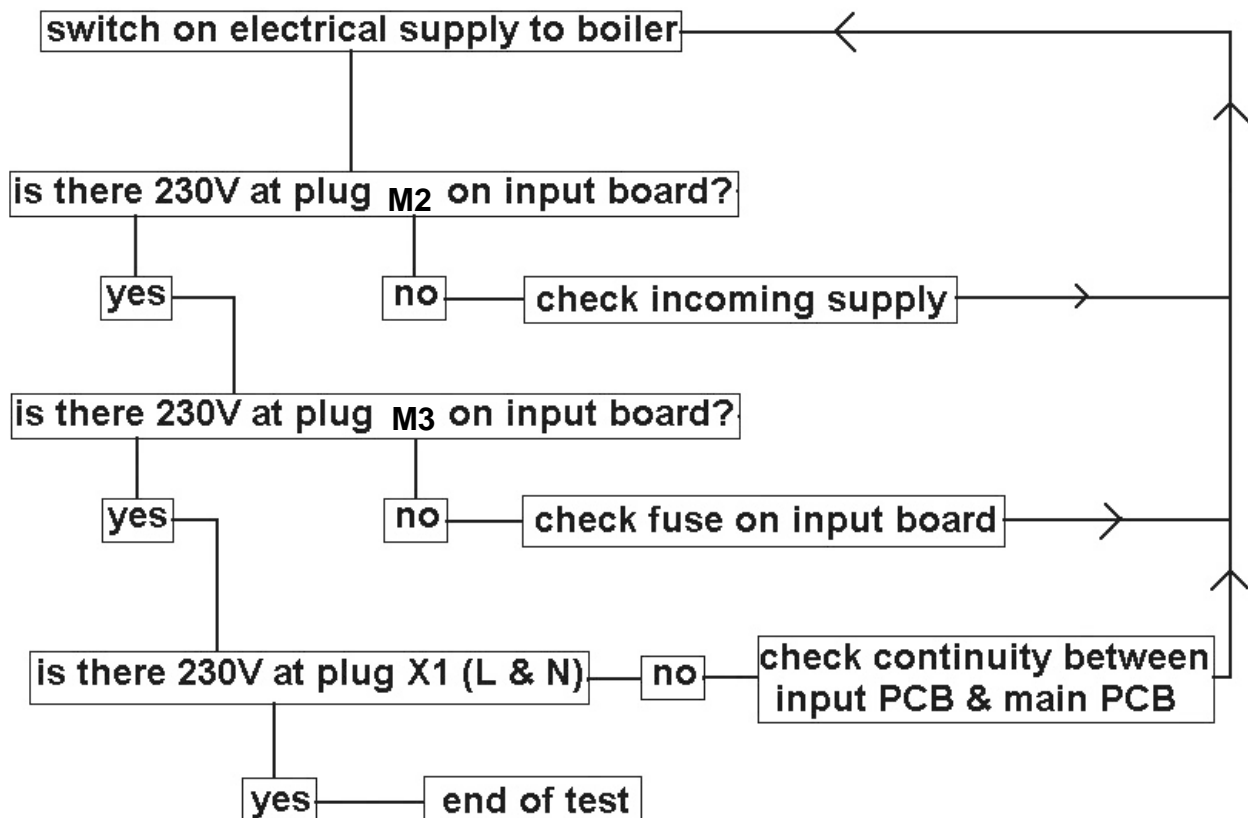 switch on electrical supply to boiler
is there 230V at plug M2 on input board?
yes
no
check incoming supply
is there 230V at plug M3 on input board?
yes
no
check fuse on input board
is there 230V at plug X1 (L & N)
no
check continuity between
input PCB & main PCB
yes
end of test